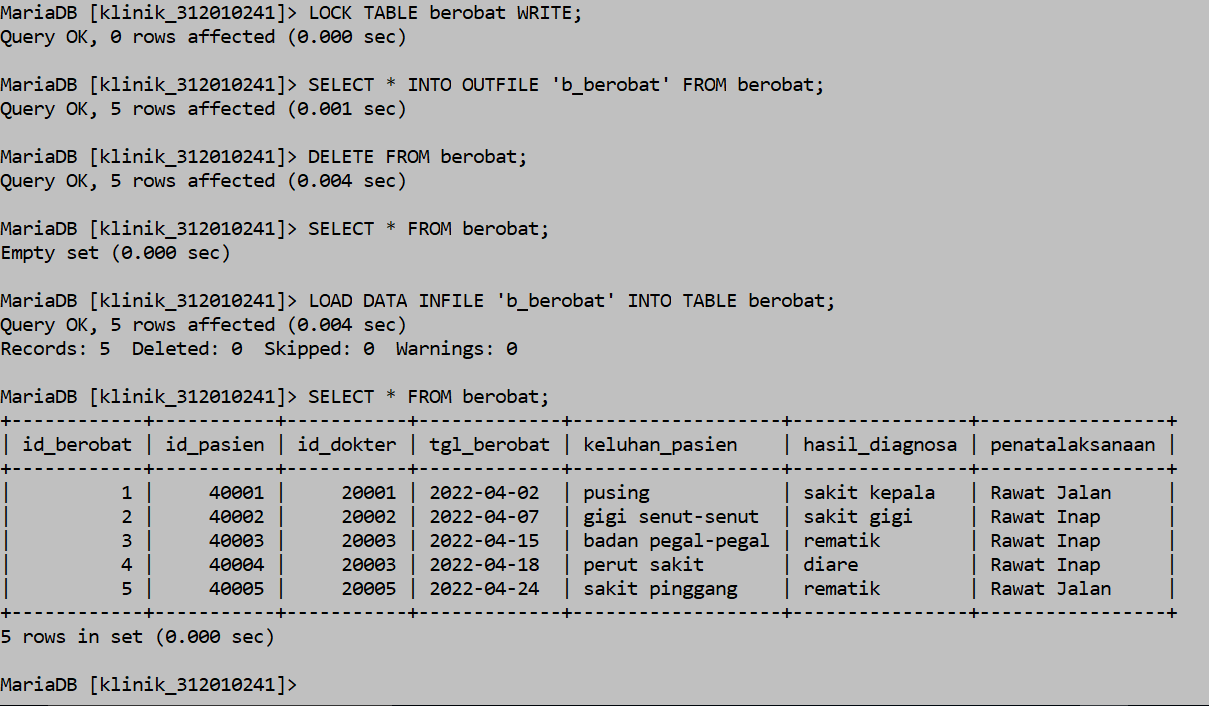 MariaDB [klinik_312010241]> LOCK TABLE berobat WRITE;
Query OK, 0 rows affected (0.000 sec)

MariaDB [klinik_312010241]> SELECT * INTO OUTFILE 'b_berobat' FROM berobat;
Query OK, 5 rows affected (0.001 sec)

MariaDB [klinik_312010241]> DELETE FROM berobat;
Query OK, 5 rows affected (0.004 sec)

MariaDB [klinik_312010241]> SELECT * FROM berobat;
Empty set (0.000 sec)

MariaDB [klinik_312010241]> LOAD DATA INFILE 'b_berobat' INTO TABLE berobat;
Query OK, 5 rows affected (0.004 sec)
Records: 5  Deleted: 0  Skipped: 0  Warnings: 0

MariaDB [klinik_312010241]> SELECT * FROM berobat;
+------------+-----------+-----------+-------------+-------------------+----------------+-----------------+
| id_berobat | id_pasien | id_dokter | tgl_berobat | keluhan_pasien    | hasil_diagnosa | penatalaksanaan |
+------------+-----------+-----------+-------------+-------------------+----------------+-----------------+
|          1 |     40001 |     20001 | 2022-04-02  | pusing            | sakit kepala   | Rawat Jalan     |
|          2 |     40002 |     20002 | 2022-04-07  | gigi senut-senut  | sakit gigi     | Rawat Inap      |
|          3 |     40003 |     20003 | 2022-04-15  | badan pegal-pegal | rematik        | Rawat Inap      |
|          4 |     40004 |     20003 | 2022-04-18  | perut sakit       | diare          | Rawat Inap      |
|          5 |     40005 |     20005 | 2022-04-24  | sakit pinggang    | rematik        | Rawat Jalan     |
+------------+-----------+-----------+-------------+-------------------+----------------+-----------------+
5 rows in set (0.000 sec)

MariaDB [klinik_312010241]>